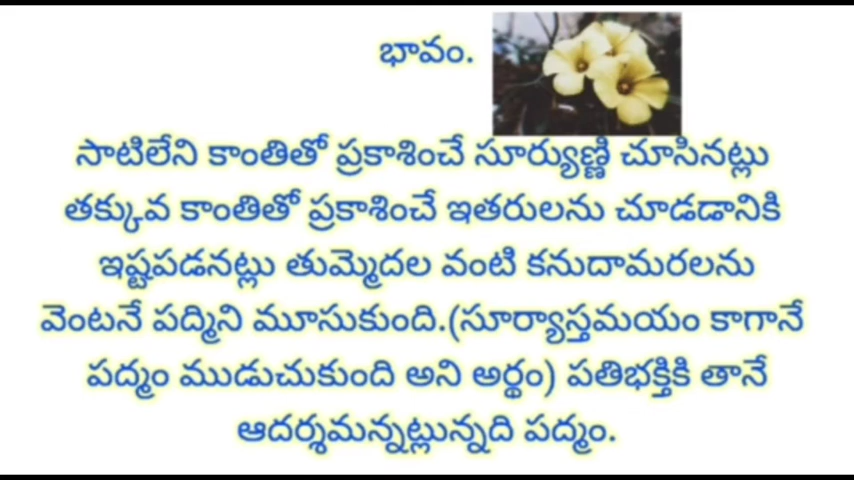 భావం.
సాటిలేని కాంతితో ప్రకాశించే సూర్యుణ్ణి చూసినట్లు
తక్కువ కాంతితో ప్రకాశించే ఇతరులను చూడడానికి
ఇష్టపడనట్లు తుమ్మెదల వంటి కనుదామరలను
వెంటనే పద్మిని మూసుకుంది.(సూర్యాస్తమయం కాగానే
పద్మం ముడుచుకుంది అని అర్థం) పతిభక్తికి తానే
ఆదర్శమన్నట్లున్నది పద్మం.